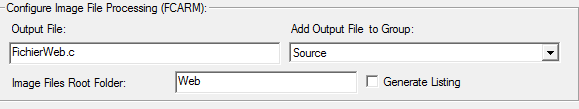 Configure Image File Processing (FCARM):
Output File:
Add Output File to Group:
FichierWeb.c
Source
Image Files Root Folder:
Web
Generate Listing